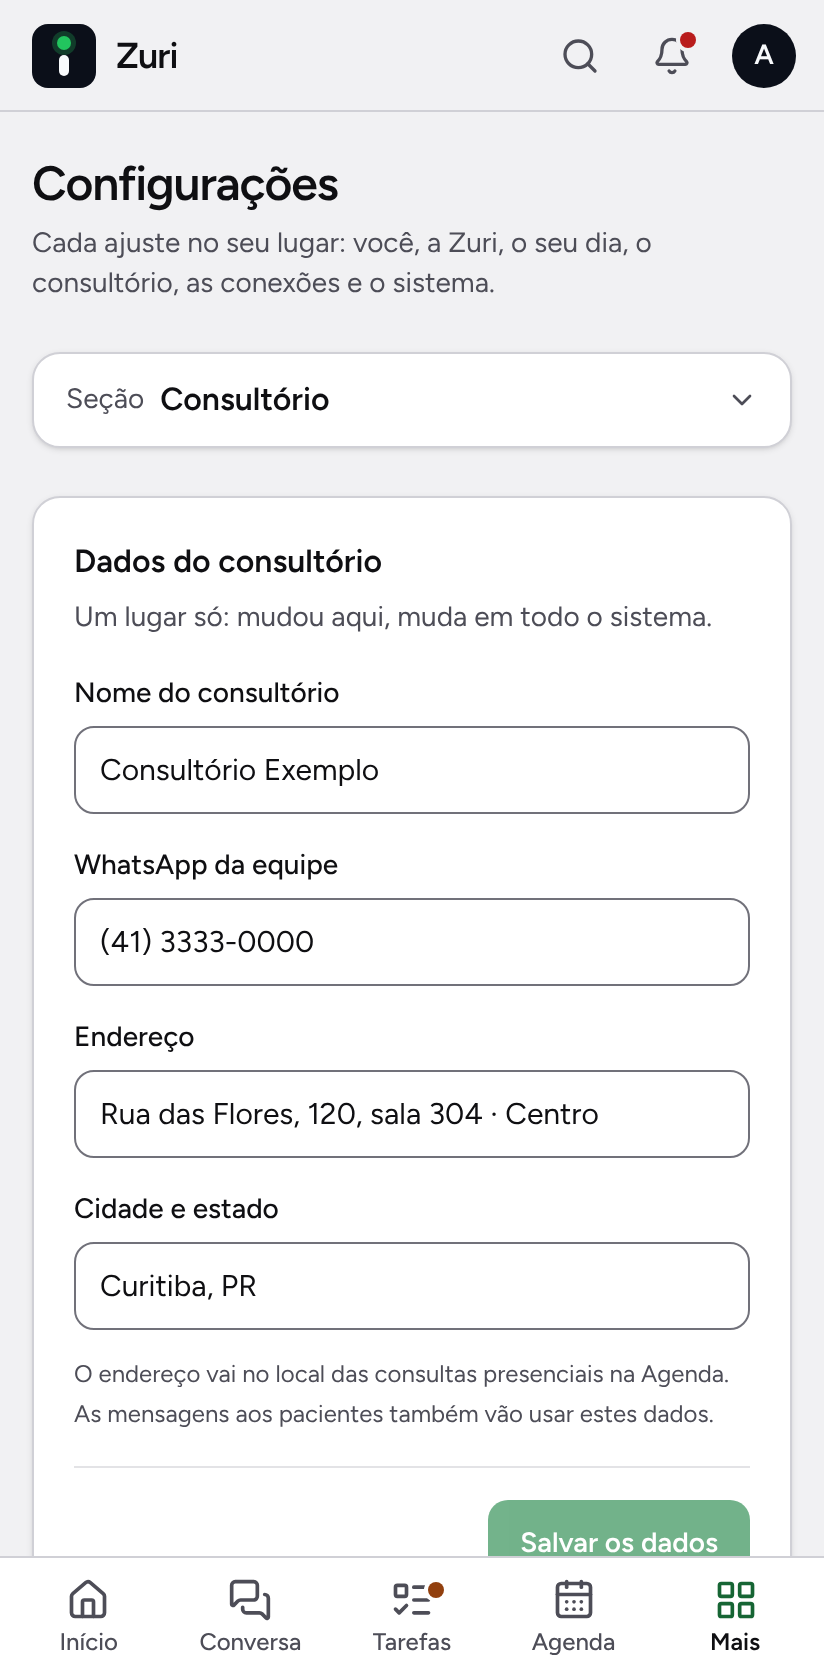 Zuri
A
Configurações
Cada ajuste no seu lugar: você, a Zuri, o seu dia, o
consultório, as conexões e o sistema.
Seção Consultório
Dados do consultório
Um lugar só: mudou aqui, muda em todo o sistema.
Nome do consultório
Consultório Exemplo
WhatsApp da equipe
(41) 3333-0000
Endereço
Rua das Flores, 120, sala 304 · Centro
Cidade e estado
Curitiba, PR
O endereço vai no local das consultas presenciais na Agenda.
As mensagens aos pacientes também vão usar estes dados.
Salvar os dados
Início Conversa Tarefas Agenda Mais